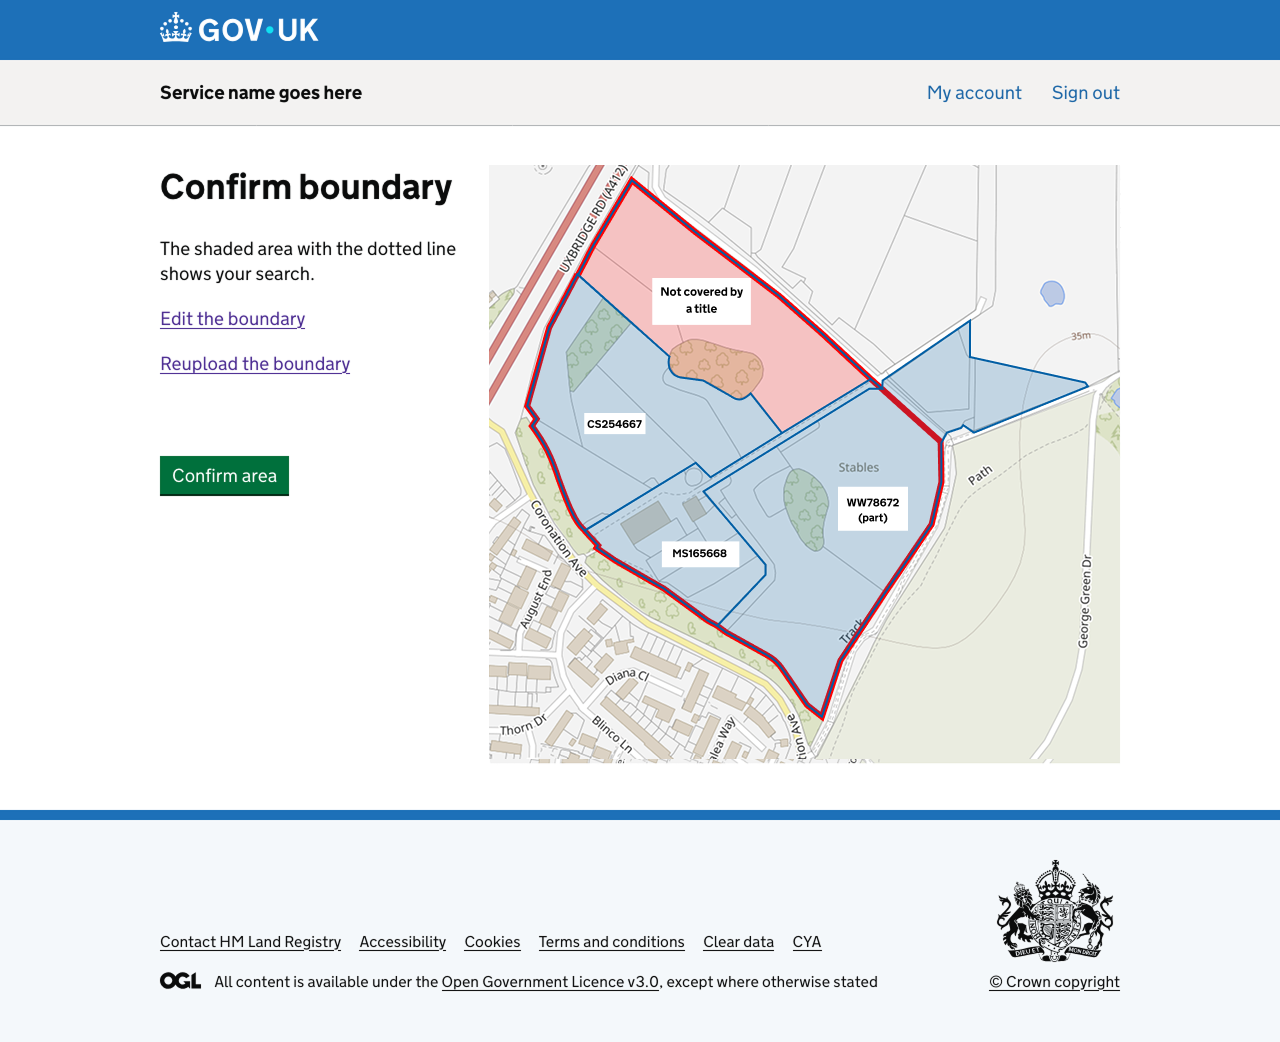 GOV·UK
Service name goes here
My account
Sign out
Confirm boundary
The shaded area with the dotted line
shows your search.
Edit the boundary
Reupload the boundary
Confirm area
UXBRIDGE RD (A412)
Not covered by
a title
35m
CS254667
Stables
Path
WW78672
(part)
MS165668
Coronation Ave
August End
George Green Dr
Track
Diana Cl
Thorn Dr
Blinco Ln
alea Way
tion Ave
Contact HM Land Registry
Accessibility
Cookies
Terms and conditions
Clear data
CYA
OGL
All content is available under the Open Government Licence v3.0, except where otherwise stated
© Crown copyright